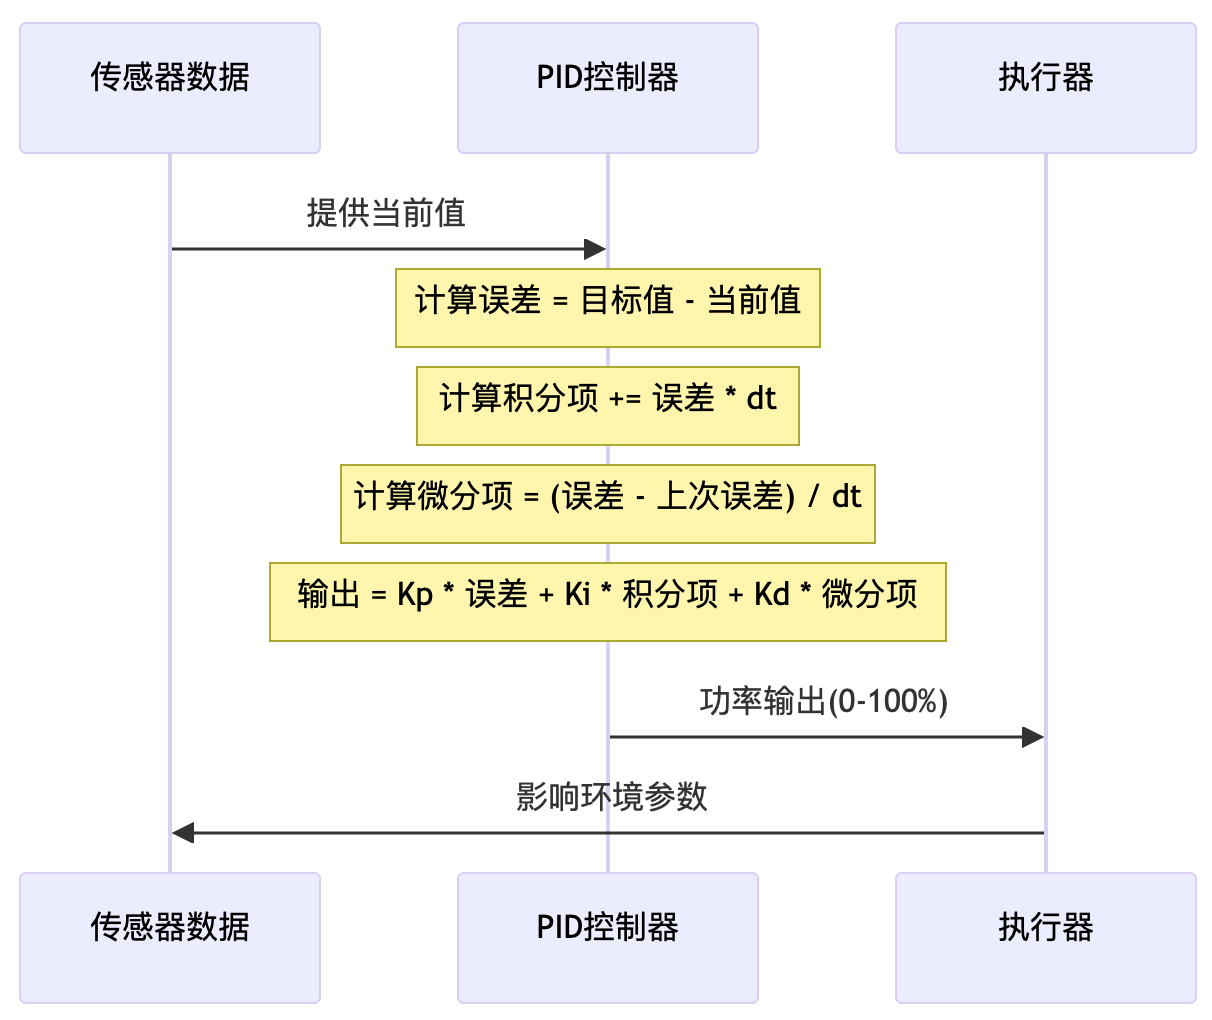 传感器数据
PID控制器
执行器
提供当前值
计算误差 = 目标值 - 当前值
计算积分项 += 误差 * dt
计算微分项 = (误差 - 上次误差) / dt
输出 = Kp * 误差 + Ki * 积分项 + Kd * 微分项
功率输出(0-100%)
影响环境参数
传感器数据
PID控制器
执行器